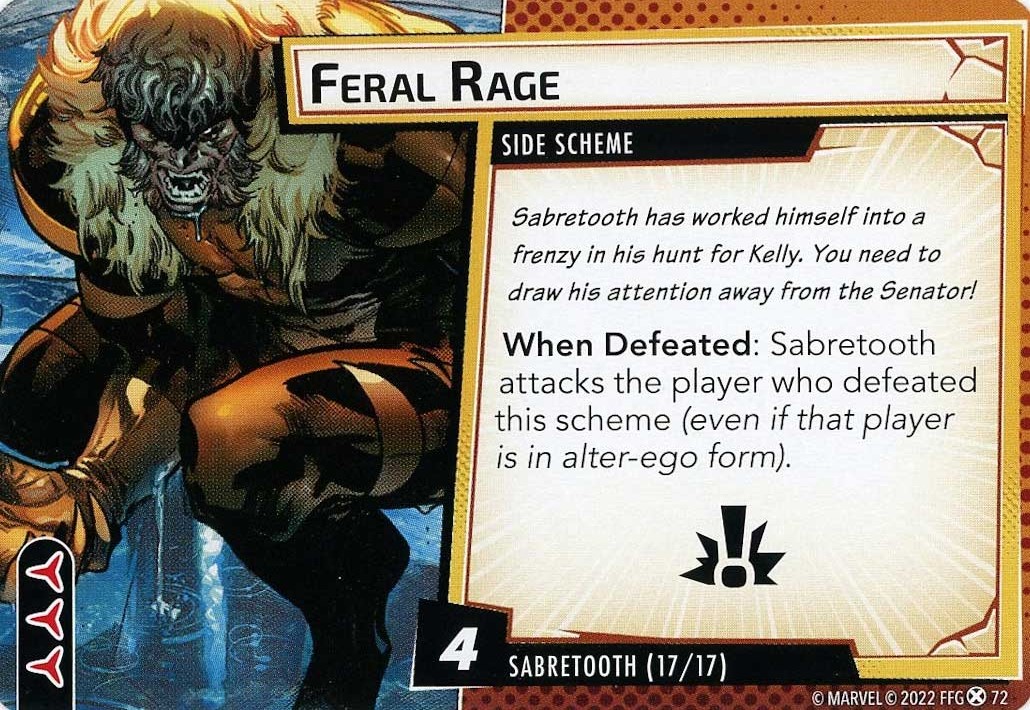 FERAL RAGE
SIDE SCHEME
Sabretooth has worked himself into a
frenzy in his hunt for Kelly. You need to
draw his attention away from the Senator!
When Defeated: Sabretooth
attacks the player who defeated
this scheme (even if that player
is in alter-ego form).
4
SABRETOOTH (17/17)
© MARVEL © 2022 FFG 72